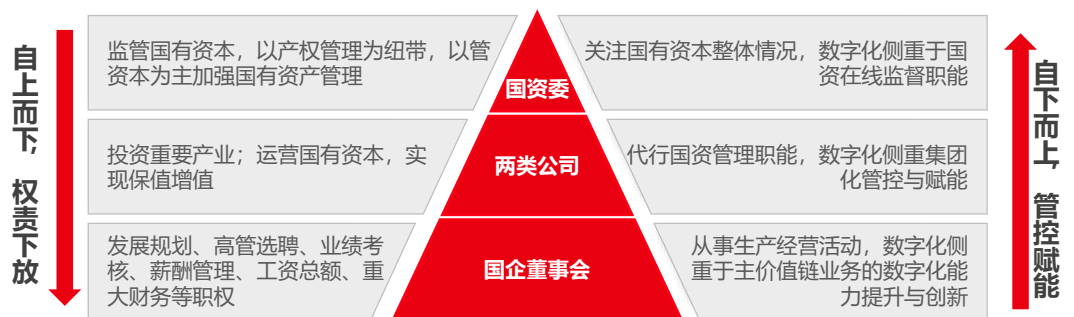 自上而下，权责下放
监管国有资本，以产权管理为纽带，以管
资本为主加强国有资产管理
国资委
关注国有资本整体情况，数字化侧重于国
资在线监督职能
投资重要产业；运营国有资本，实
现保值增值
两类公司
代行国资管理职能，数字化侧重集团
化管控与赋能
发展规划、高管选聘、业绩考
核、薪酬管理、工资总额、重
大财务等职权
国企董事会
从事生产经营活动，数字化侧
重于主价值链业务的数字化能
力提升与创新
自下而上，管控赋能